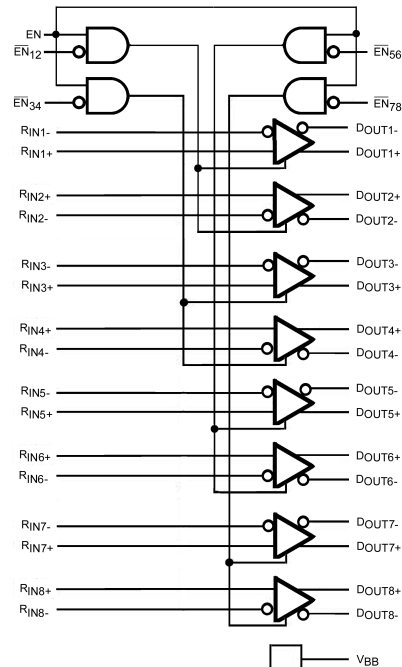 EN
EN12 EN56
EN34 EN78
RIN1- DOUT1-
RIN1+ DOUT1+
RIN2+ DOUT2+
RIN2- DOUT2-
RIN3- DOUT3-
RIN3+ DOUT3+
RIN4+ DOUT4+
RIN4- DOUT4-
RIN5- DOUT5-
RIN5+ DOUT5+
RIN6+ DOUT6+
RIN6- DOUT6-
RIN7- DOUT7-
RIN7+ DOUT7+
RIN8+ DOUT8+
RIN8- DOUT8-
VBB